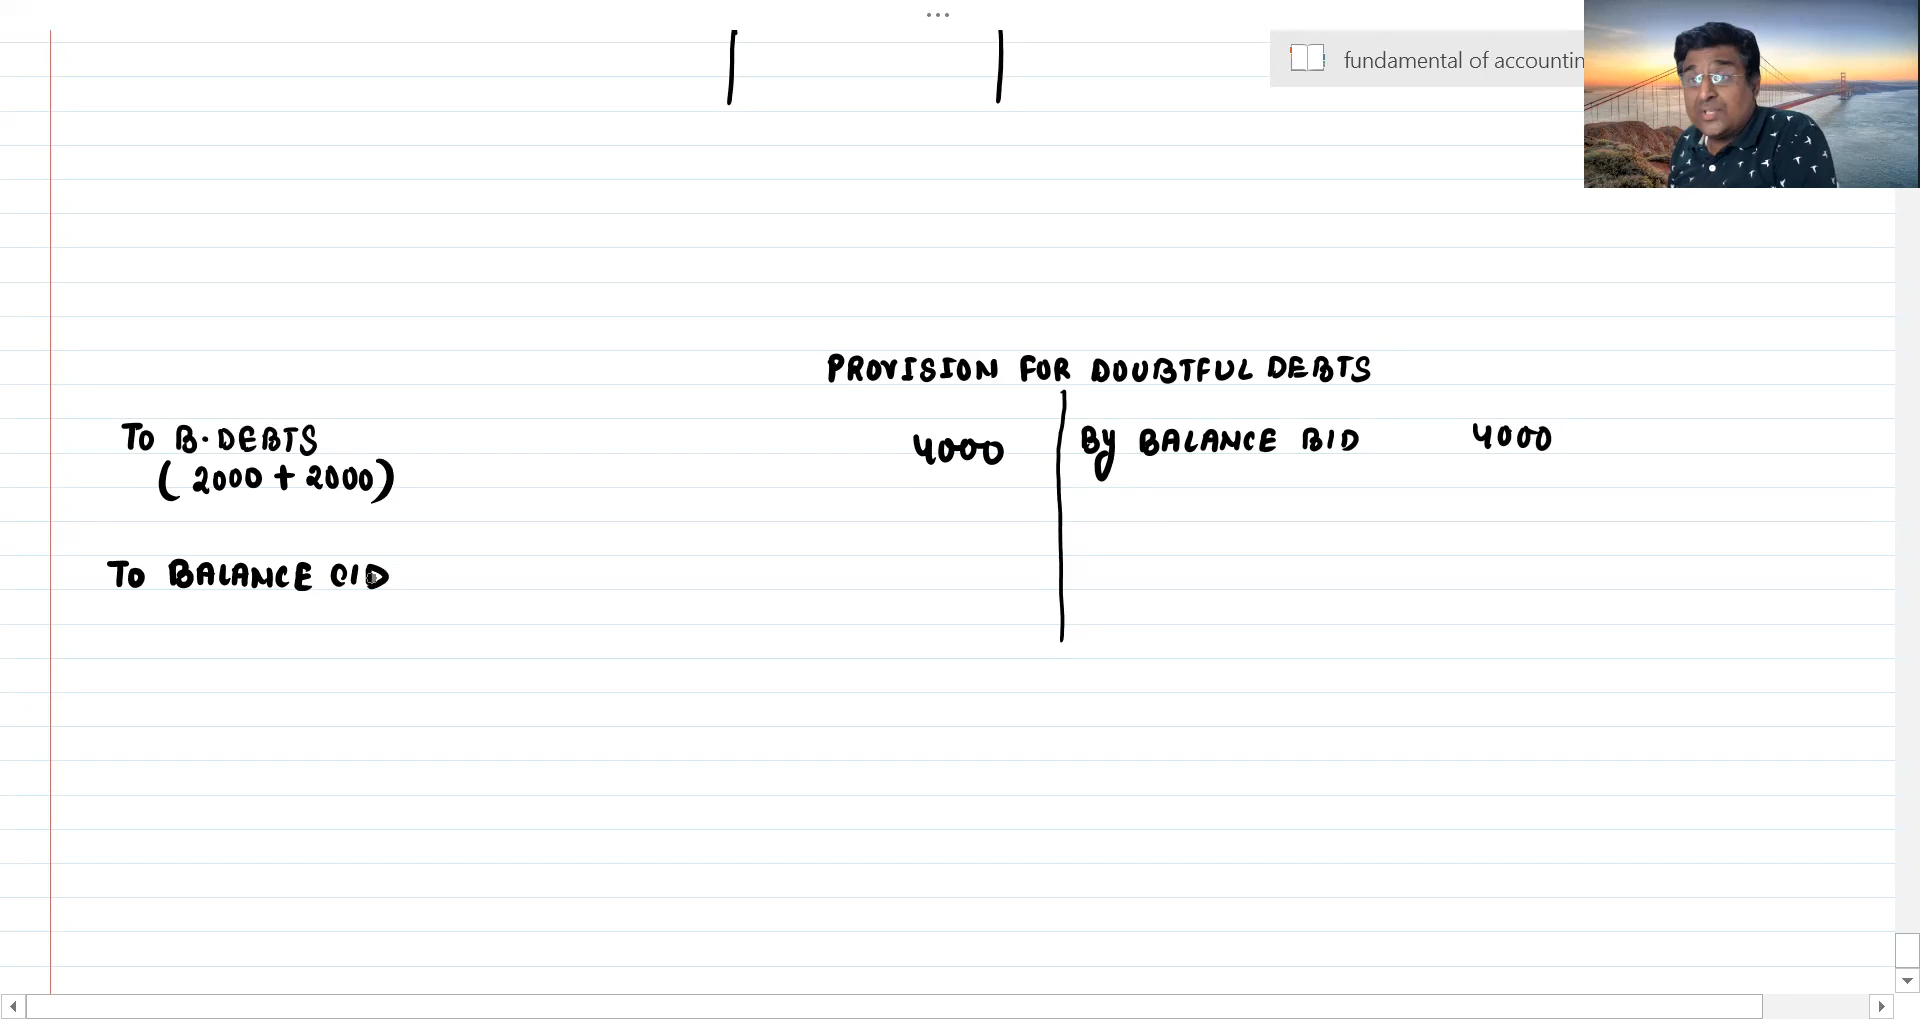 fundamental of accountin
PROVISION FOR DOUBTFUL DEBTS
TO B. DEBTS 4000 By BALANCE B/D 4000
(2000 + 2000)
TO BALANCE C/D